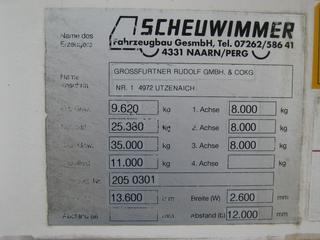 SCHEUWIMMER
Name des Fahrzeugbau GesmbH, Tel. 07262/586 41
Erzeugers 4331 NAARN/PERG
Name GROSSFURTNER RUDOLF GMBH. & COKG
Anschrift NR. 1 4972 UTZENAICH
9.620 kg 1. Achse 8.000 kg
25.380 kg 2. Achse 8.000 kg
35.000 kg 3. Achse 8.000 kg
11.000 kg 4. Achse kg
205 0301
13.600 mm Breite (W) 2.600 mm
Abstand (t) 12.000 mm